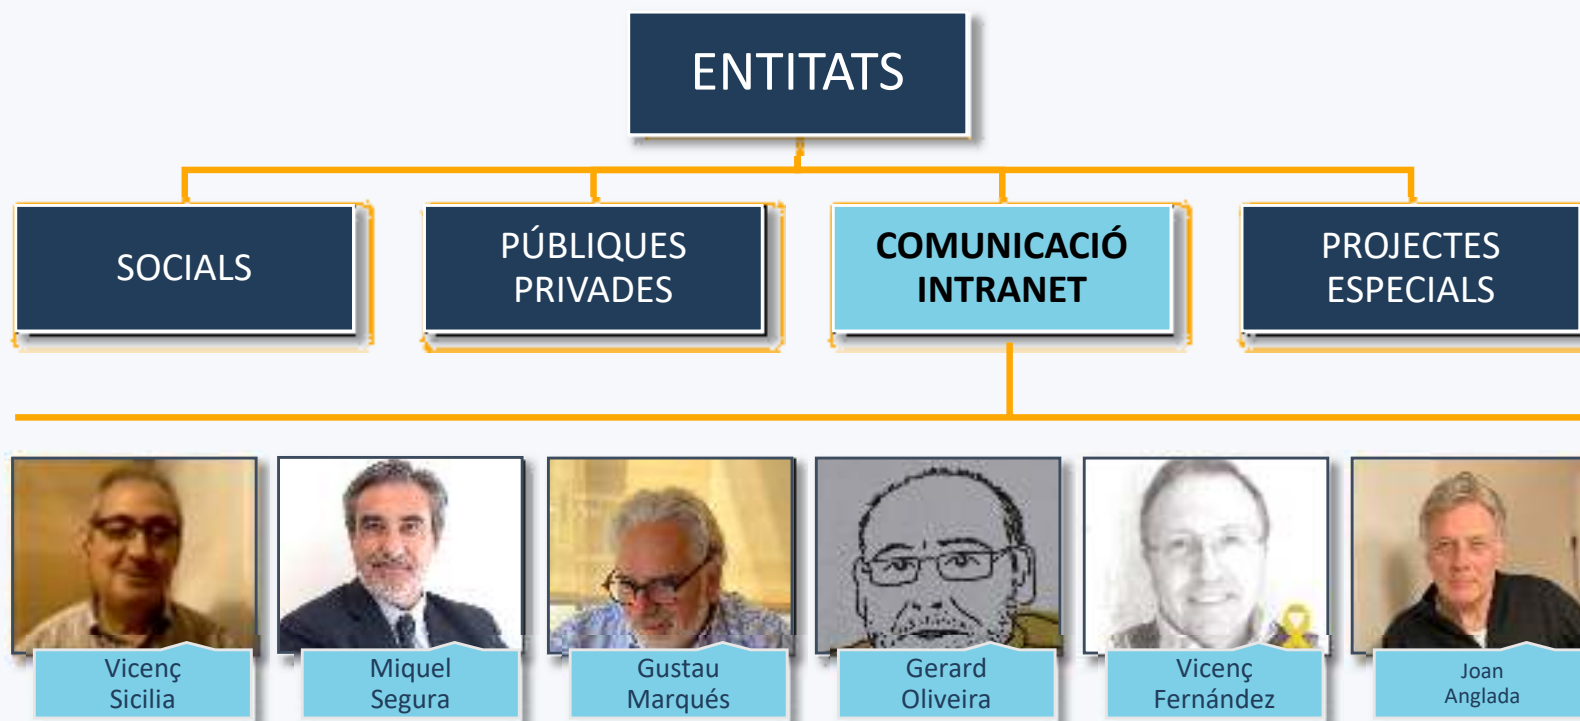 ENTITATS
SOCIALS
PÚBLIQUES
PRIVADES
COMUNICACIÓ
INTRANET
PROJECTES
ESPECIALS
Vicenç
Sicilia
Miquel
Segura
Gustau
Marqués
Gerard
Oliveira
Vicenç
Fernández
Joan
Anglada